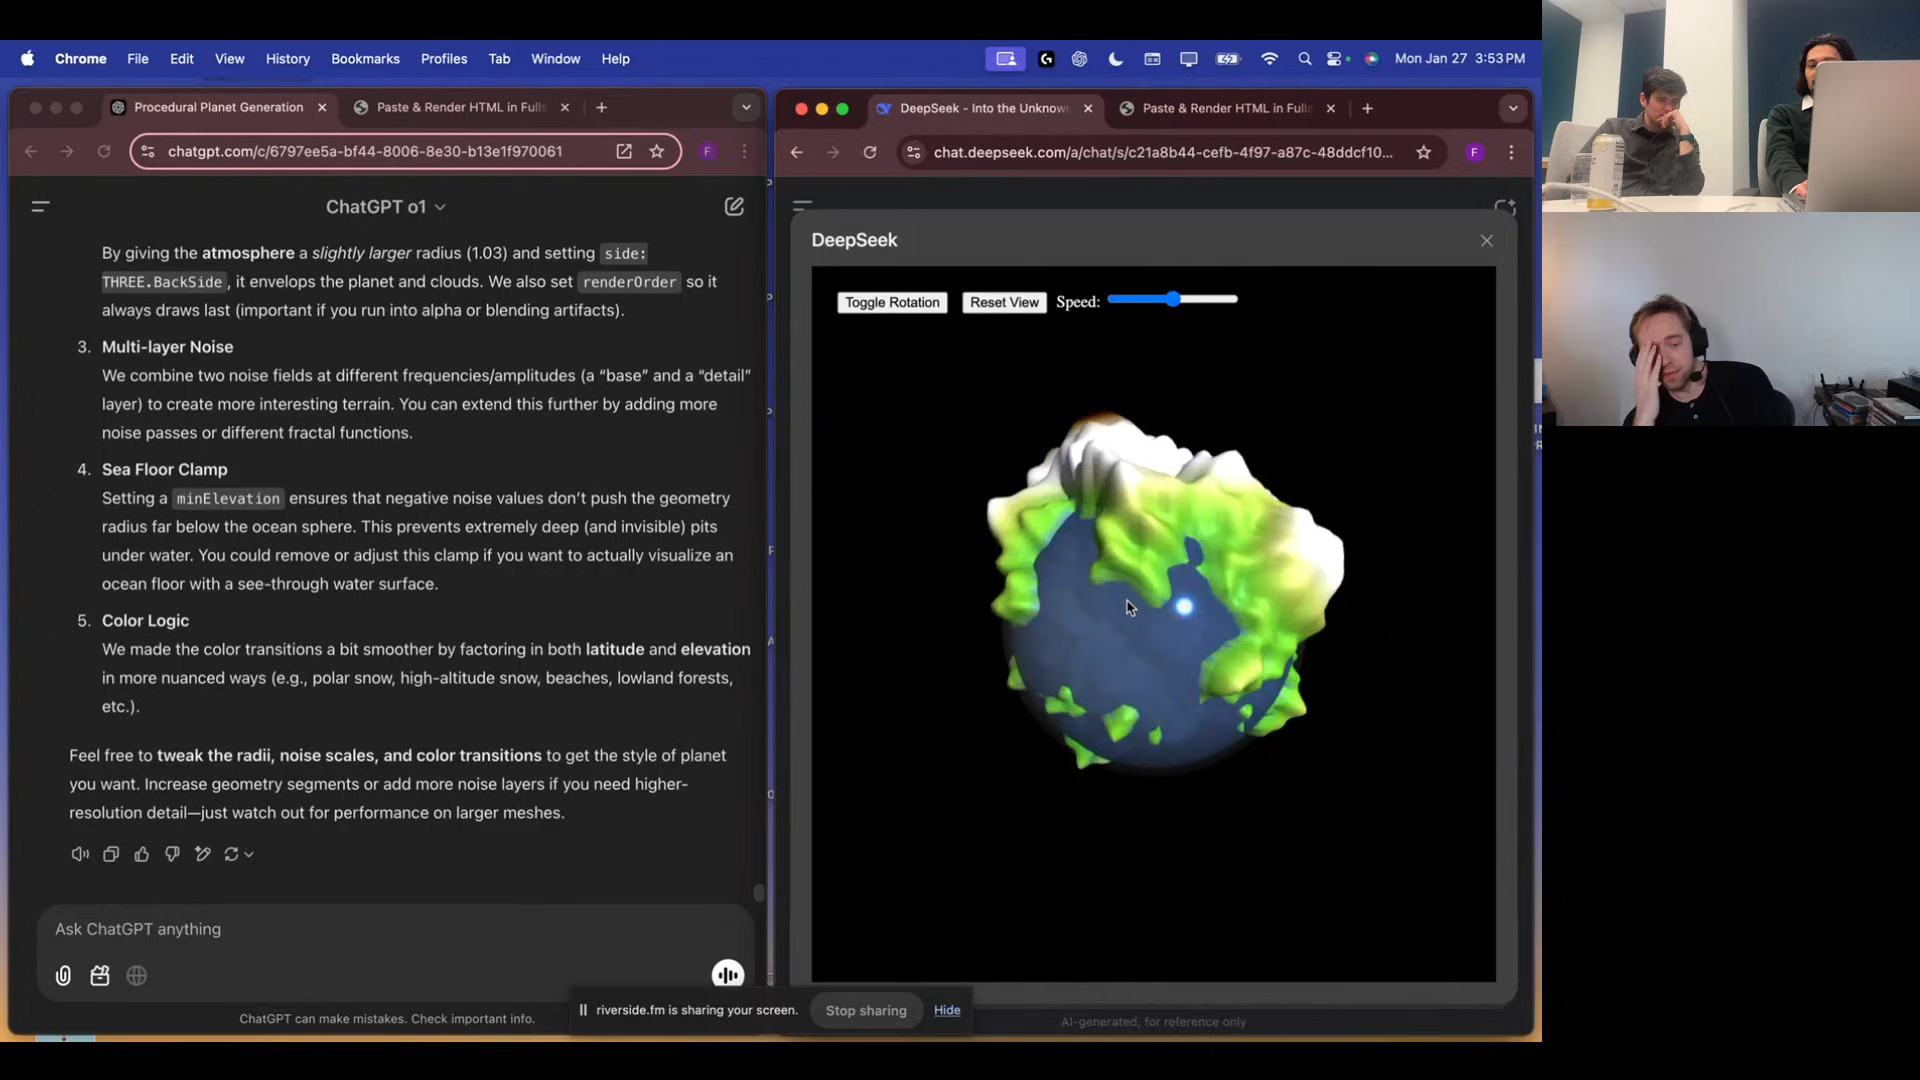 Chrome File Edit View History Bookmarks Profiles Tab Window Help
Mon Jan 27 3:53 PM
Procedural Planet Generation
Paste & Render HTML in Full
chatgpt.com/c/6797ee5a-bf44-8006-8e30-b13e1f970061
F
ChatGPT o1
By giving the atmosphere a slightly larger radius (1.03) and setting side:
THREE.BackSide, it envelops the planet and clouds. We also set renderOrder so it
always draws last (important if you run into alpha or blending artifacts).
3. Multi-layer Noise
We combine two noise fields at different frequencies/amplitudes (a “base” and a “detail”
layer) to create more interesting terrain. You can extend this further by adding more
noise passes or different fractal functions.
4. Sea Floor Clamp
Setting a minElevation ensures that negative noise values don’t push the geometry
radius far below the ocean sphere. This prevents extremely deep (and invisible) pits
under water. You could remove or adjust this clamp if you want to actually visualize an
ocean floor with a see-through water surface.
5. Color Logic
We made the color transitions a bit smoother by factoring in both latitude and elevation
in more nuanced ways (e.g., polar snow, high-altitude snow, beaches, lowland forests,
etc.).
Feel free to tweak the radii, noise scales, and color transitions to get the style of planet
you want. Increase geometry segments or add more noise layers if you need higher-
resolution detail—just watch out for performance on larger meshes.
Ask ChatGPT anything
ChatGPT can make mistakes. Check important info.
DeepSeek - Into the Unknown
Paste & Render HTML in Full
chat.deepseek.com/a/chat/s/c21a8b44-cefb-4f97-a87c-48ddcf10...
F
DeepSeek
Toggle Rotation Reset View Speed:
AI-generated, for reference only
riverside.fm is sharing your screen. Stop sharing Hide